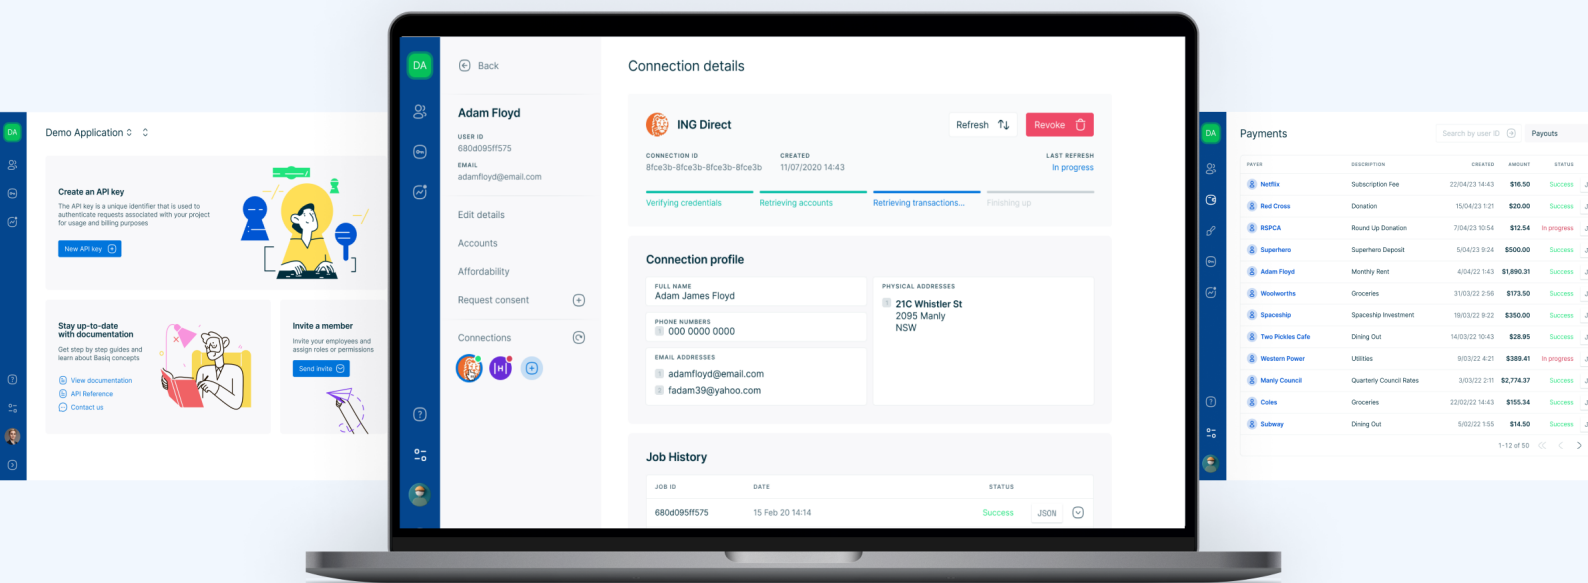 DA
Demo Application
Create an API key
The API key is a unique identifier that is used to
authenticate requests associated with your project
for usage and billing purposes
New API key
Stay up-to-date
with documentation
Get step by step guides and
learn about Basiq concepts
View documentation
API Reference
Contact us
Invite a member
Invite your employees and
assign roles or permissions
Send invite
DA
Back
Adam Floyd
USER ID
680d095ff575
EMAIL
adamfloyd@email.com
Edit details
Accounts
Affordability
Request consent
Connections
H
Connection details
ING Direct
Refresh
Revoke
CONNECTION ID CREATED LAST REFRESH
8fce3b-8fce3b-8fce3b-8fce3b 11/07/2020 14:43 In progress
Verifying credentials Retrieving accounts Retrieving transactions... Finishing up
Connection profile
FULL NAME
Adam James Floyd
PHONE NUMBERS
1 000 0000 0000
EMAIL ADDRESSES
1 adamfloyd@email.com
2 fadam39@yahoo.com
PHYSICAL ADDRESSES
1 21C Whistler St
2095 Manly
NSW
Job History
JOB ID DATE STATUS
680d095ff575 15 Feb 20 14:14 Success JSON
DA
Payments
Search by user ID
Payouts
PAYER DESCRIPTION CREATED AMOUNT STATUS
Netflix Subscription Fee 22/04/23 14:43 $16.50 Success J
Red Cross Donation 15/04/23 1:21 $20.00 Success J
RSPCA Round Up Donation 7/04/23 10:54 $12.54 In progress J
Superhero Superhero Deposit 5/04/23 9:24 $500.00 Success J
Adam Floyd Monthly Rent 4/04/22 1:43 $1,890.31 Success J
Woolworths Groceries 31/03/22 2:56 $173.50 Success J
Spaceship Spaceship Investment 19/03/22 9:22 $350.00 Success J
Two Pickles Cafe Dining Out 14/03/22 10:43 $28.95 Success J
Western Power Utilities 9/03/22 4:21 $389.41 In progress J
Manly Council Quarterly Council Rates 3/03/22 2:11 $2,774.37 Success J
Coles Groceries 22/02/22 14:43 $155.34 Success J
Subway Dining Out 5/02/22 1:55 $14.50 Success J
1-12 of 50